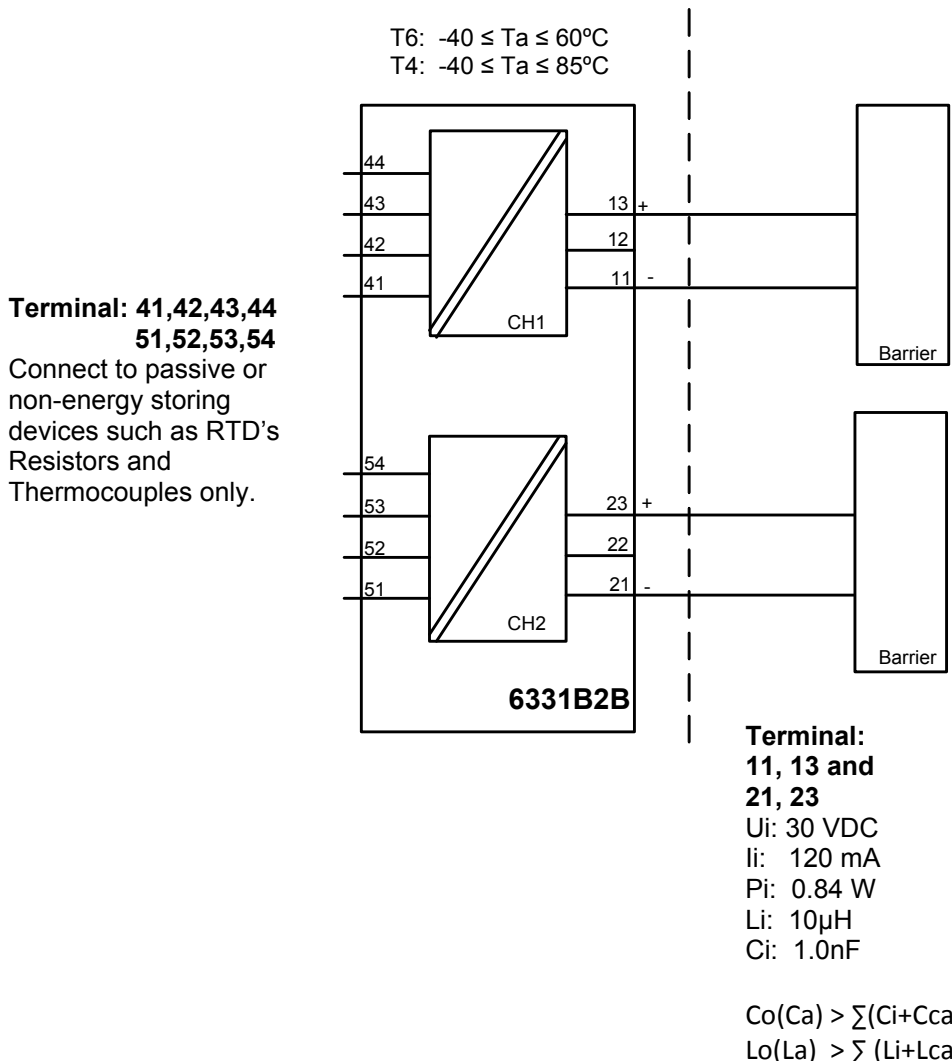 T6: -40 ≤ Ta ≤ 60ºC
T4: -40 ≤ Ta ≤ 85ºC
44
43
42
41
13 +
12
11 -
CH1
Barrier
Terminal: 41,42,43,44
51,52,53,54
Connect to passive or
non-energy storing
devices such as RTD’s
Resistors and
Thermocouples only.
54
53
52
51
23 +
22
21 -
CH2
Barrier
6331B2B
Terminal:
11, 13 and
21, 23
Ui: 30 VDC
Ii: 120 mA
Pi: 0.84 W
Li: 10µH
Ci: 1.0nF
Co(Ca) > ∑(Ci+Cca
Lo(La) > ∑ (Li+Lca